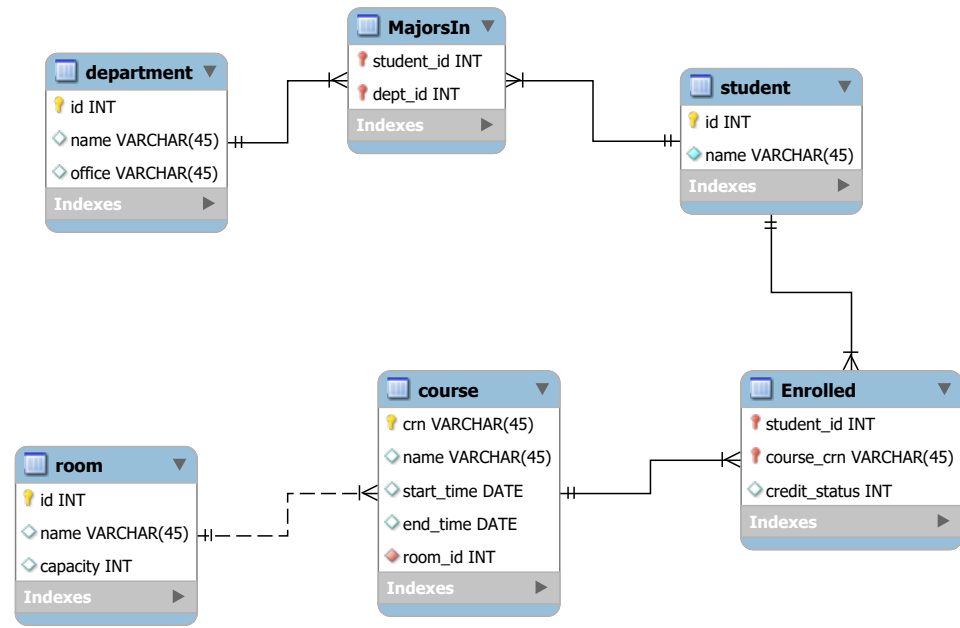 department
id INT
name VARCHAR(45)
office VARCHAR(45)
Indexes
MajorsIn
student_id INT
dept_id INT
Indexes
student
id INT
name VARCHAR(45)
Indexes
room
id INT
name VARCHAR(45)
capacity INT
Indexes
course
crn VARCHAR(45)
name VARCHAR(45)
start_time DATE
end_time DATE
room_id INT
Indexes
Enrolled
student_id INT
course_crn VARCHAR(45)
credit_status INT
Indexes